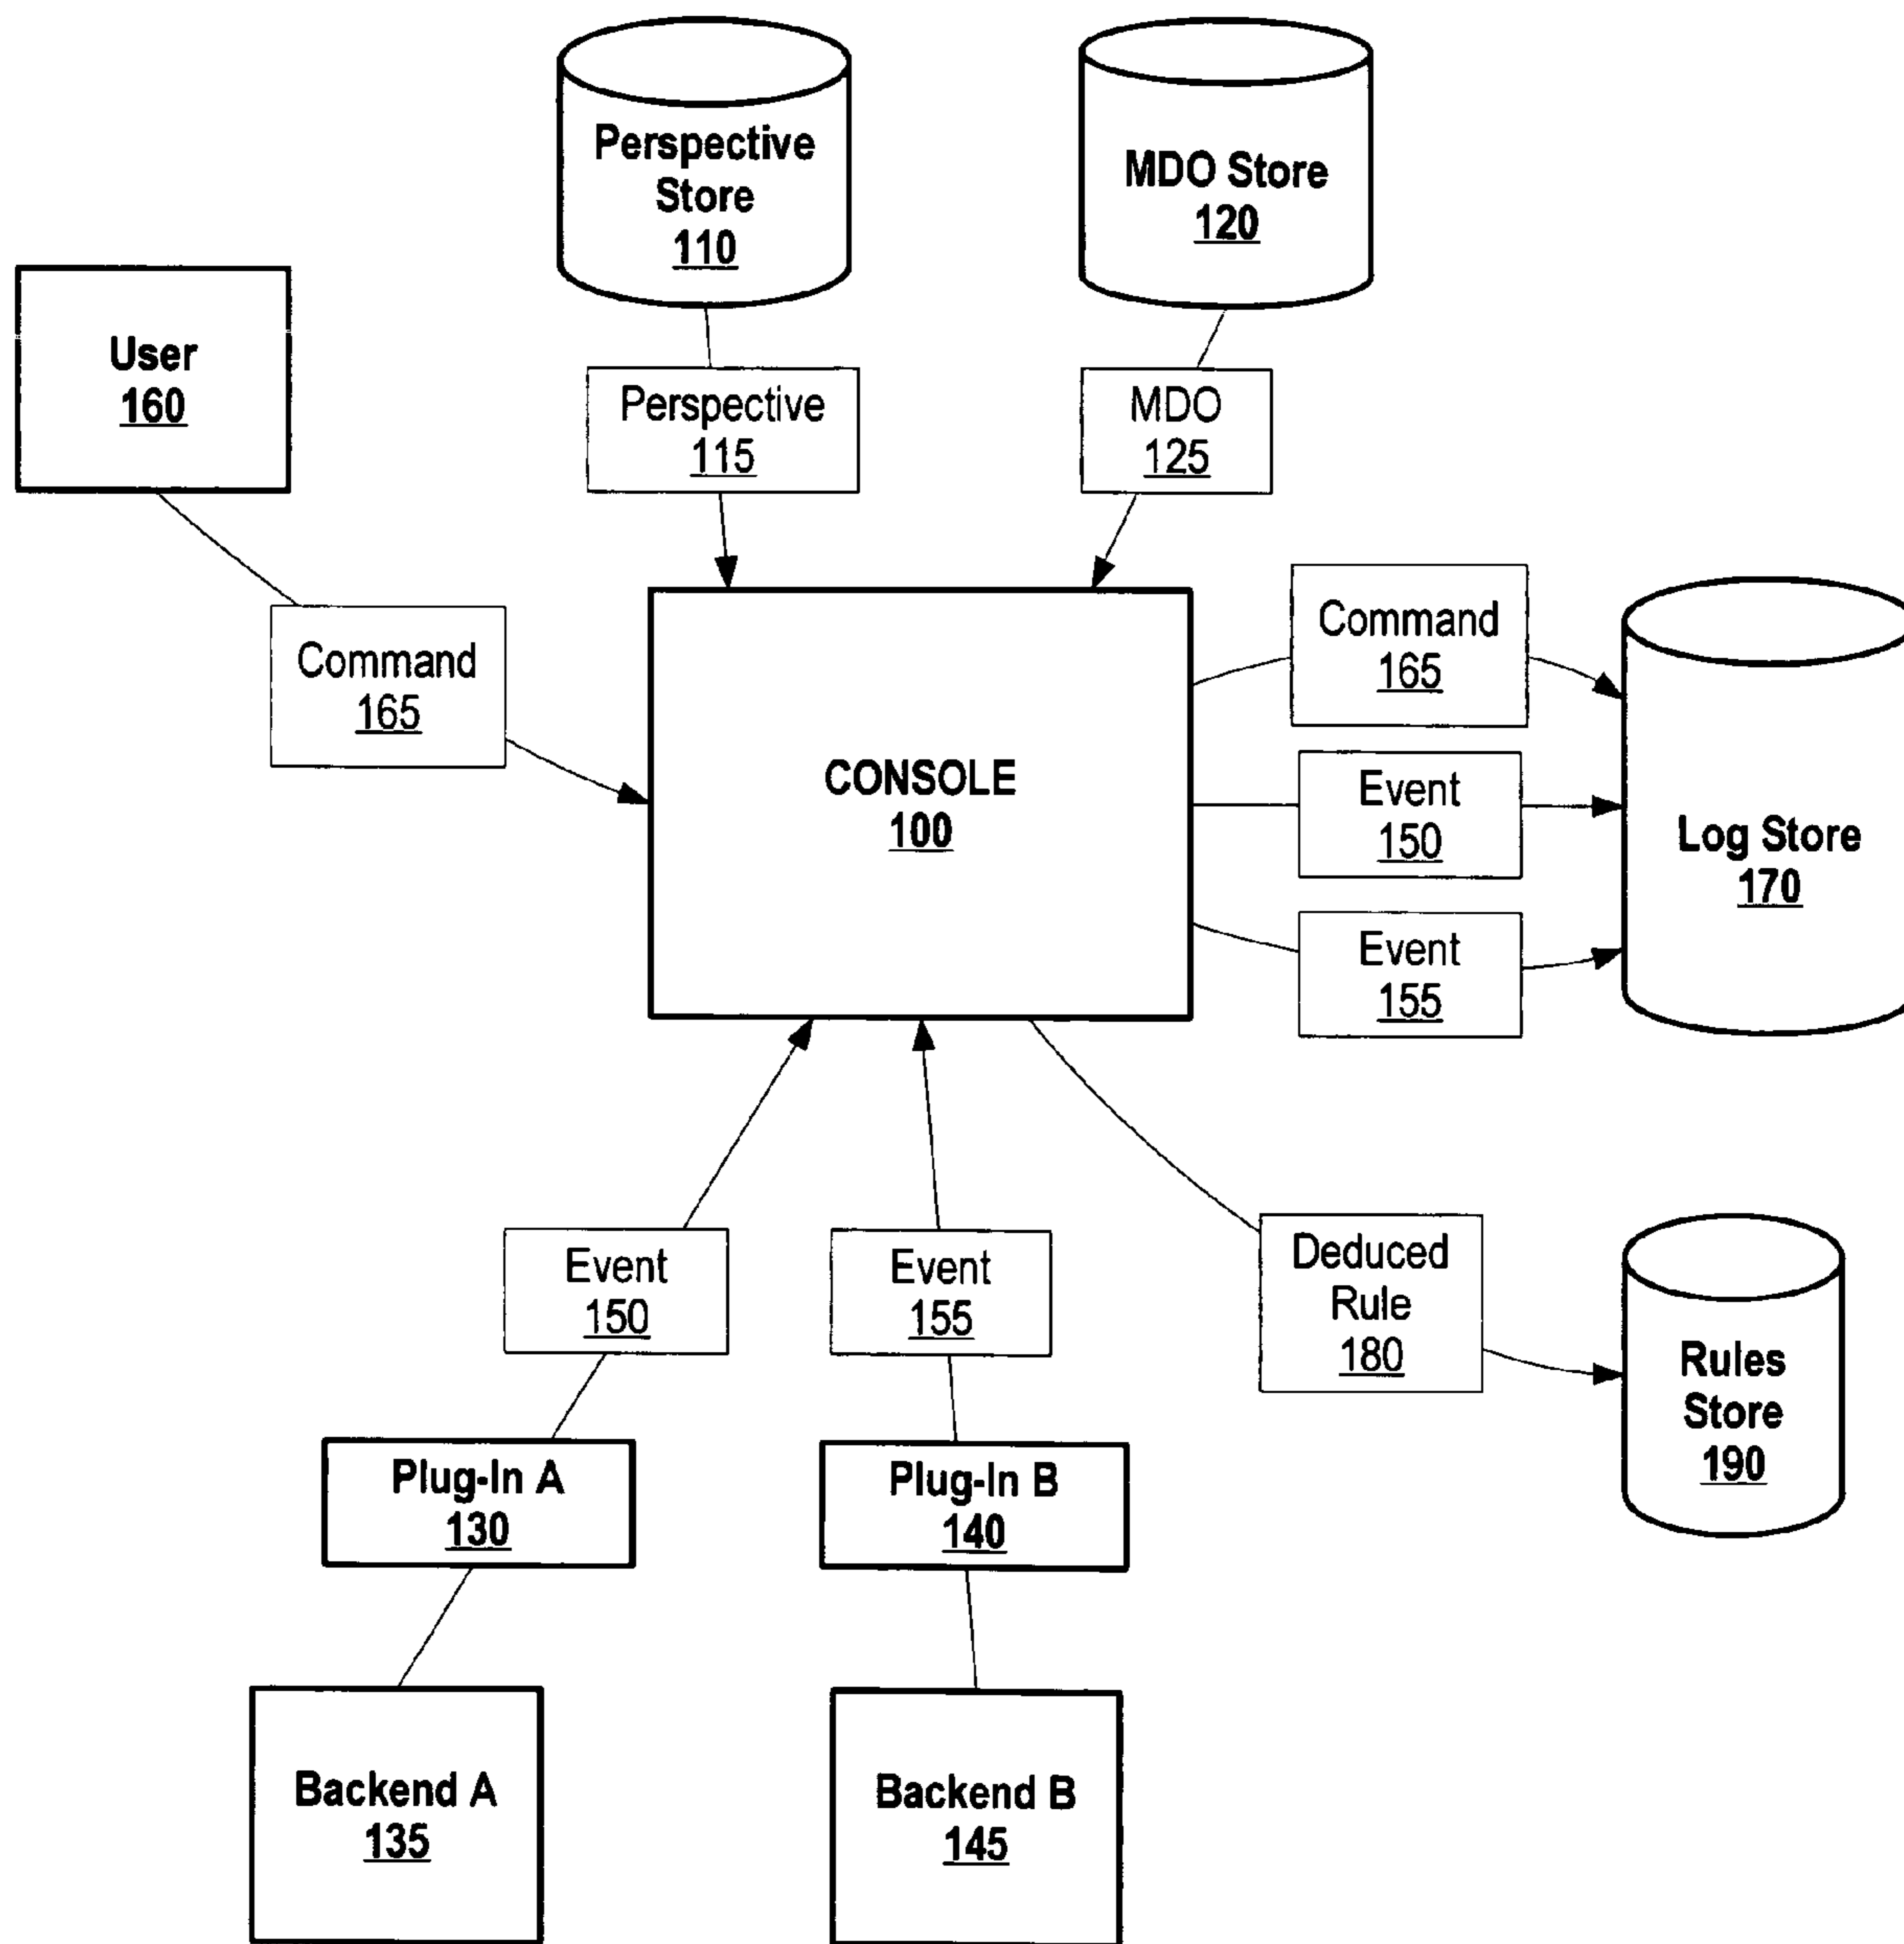 Perspective
Store
110
MDO Store
120
User
160
Perspective
115
MDO
125
Command
165
CONSOLE
100
Command
165
Event
150
Event
155
Log Store
170
Event
150
Event
155
Deduced
Rule
180
Rules
Store
190
Plug-In A
130
Plug-In B
140
Backend A
135
Backend B
145